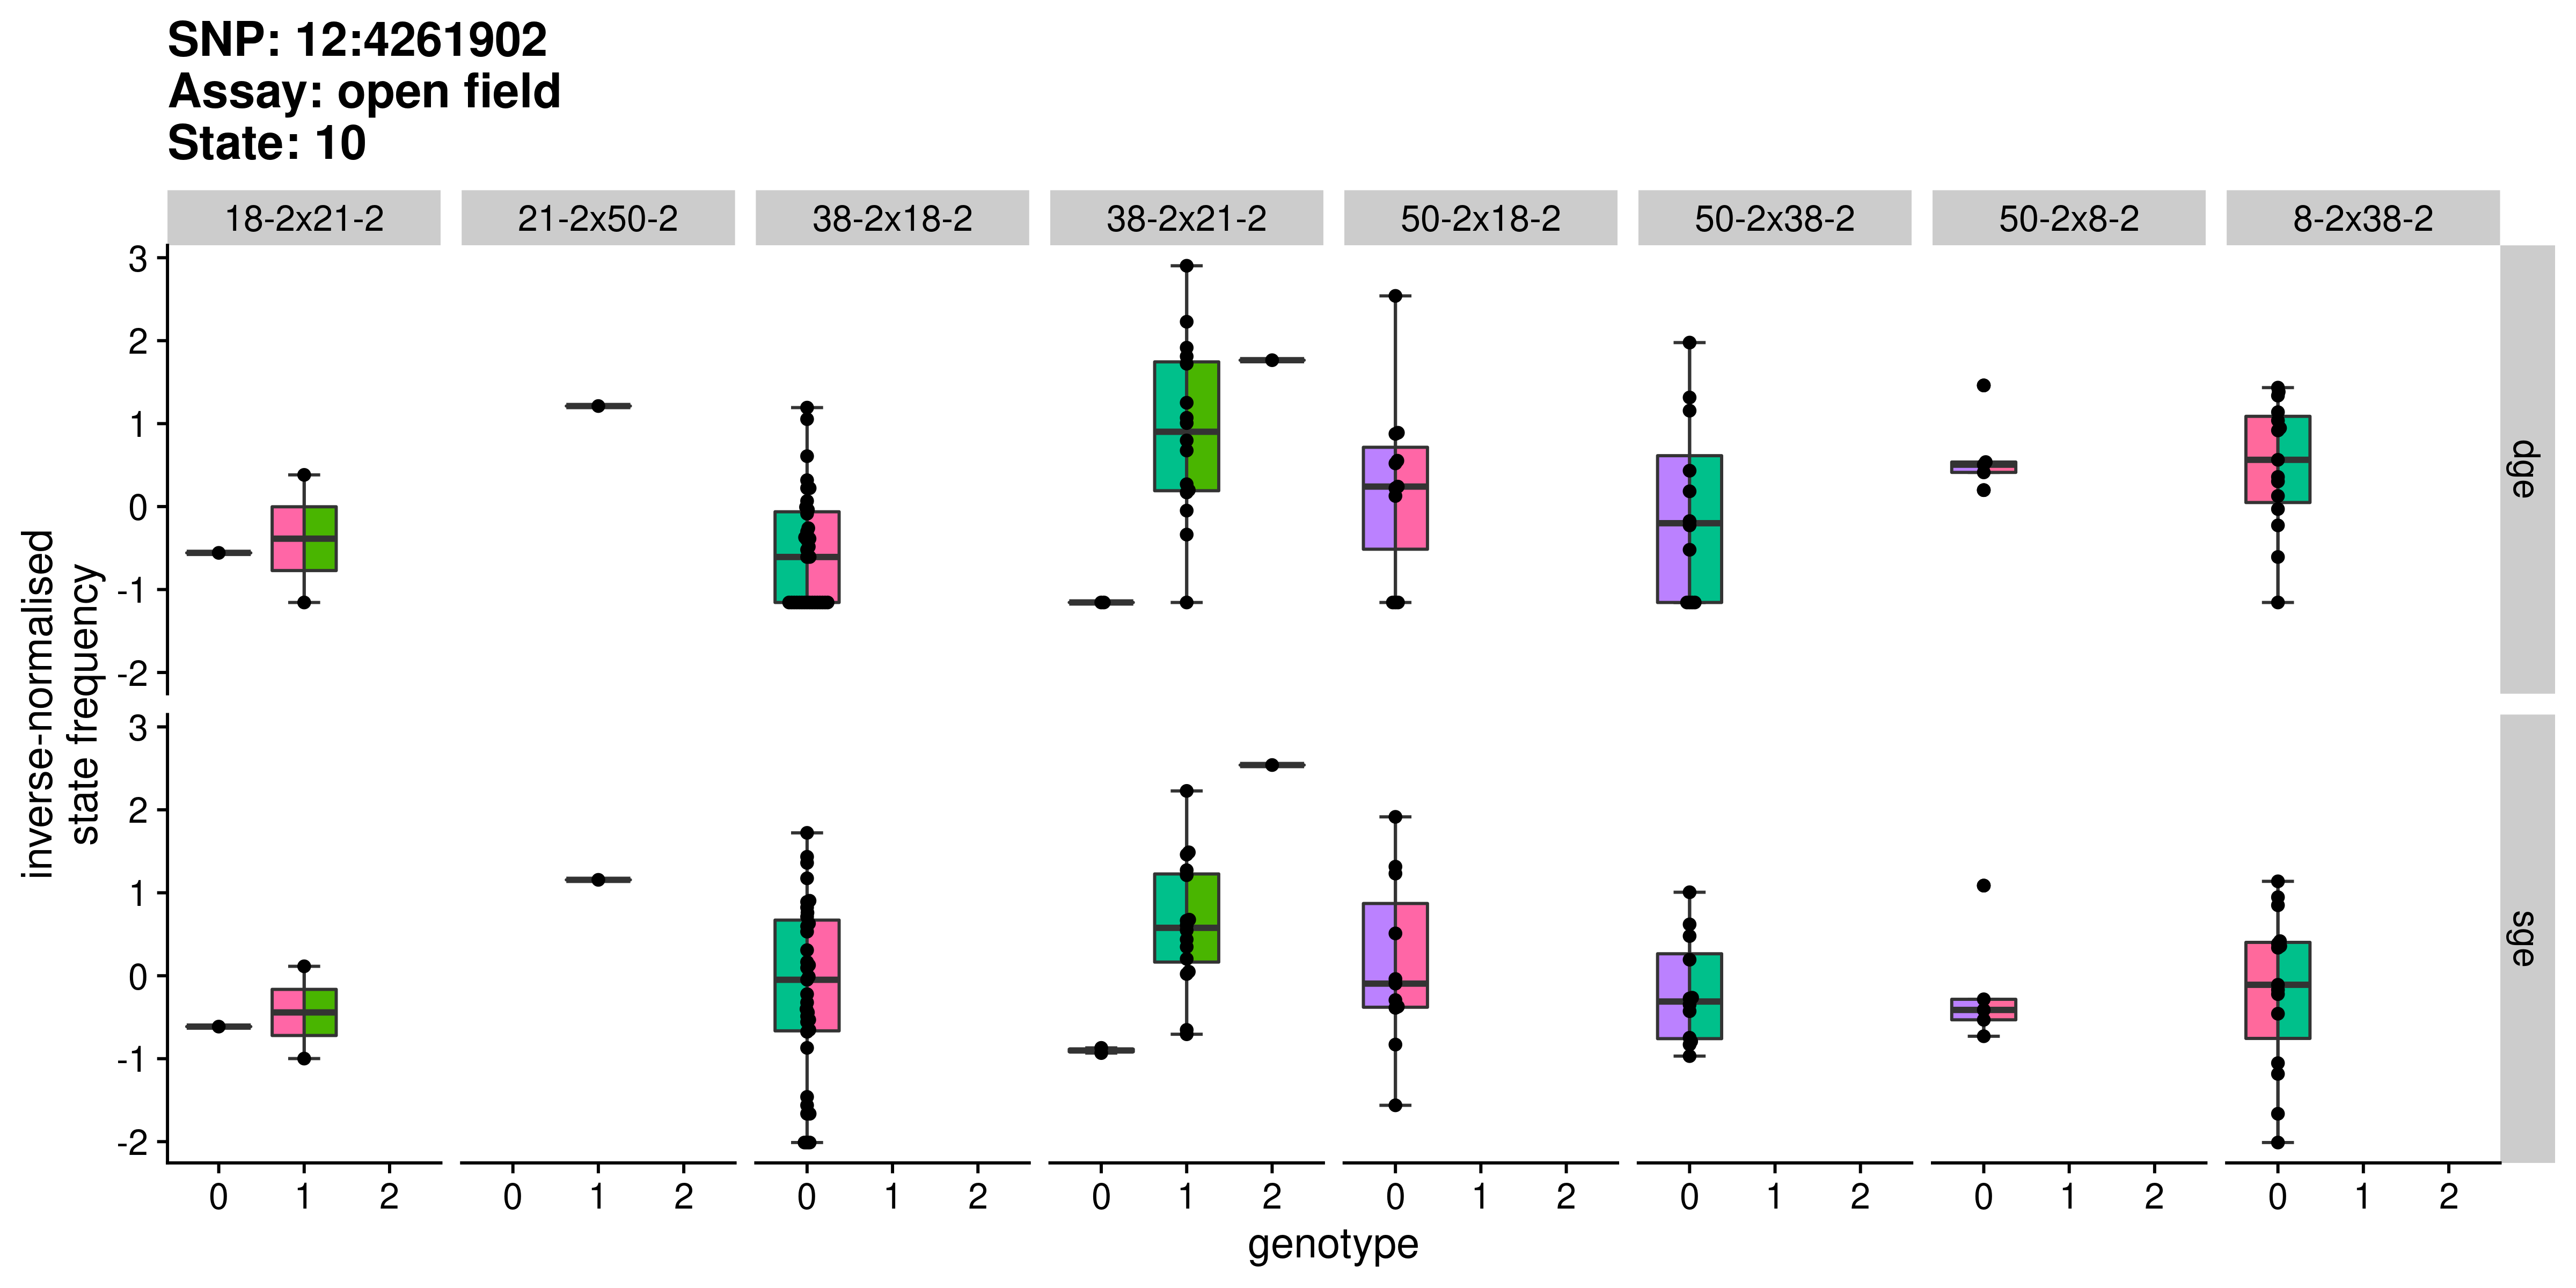 SNP: 12:4261902
Assay: open field
State: 10
18-2x21-2 21-2x50-2 38-2x18-2 38-2x21-2 50-2x18-2 50-2x38-2 50-2x8-2 8-2x38-2
3
2
1
0
-1
-2
dge
3
2
1
0
-1
-2
sge
inverse-normalised
state frequency
0 1 2 0 1 2 0 1 2 0 1 2 0 1 2 0 1 2 0 1 2 0 1 2
genotype